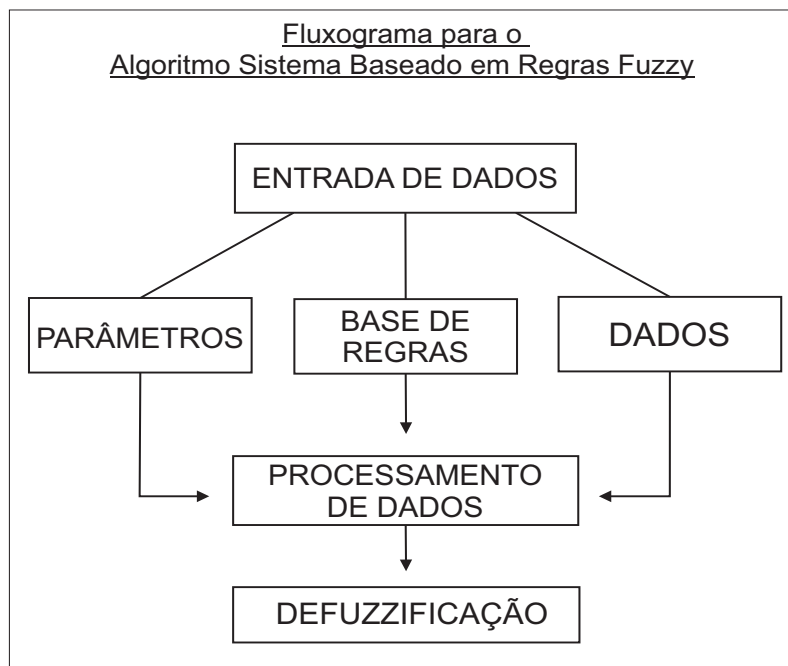 Fluxograma para o
Algoritmo Sistema Baseado em Regras Fuzzy
ENTRADA DE DADOS
PARÂMETROS
BASE DE
REGRAS
DADOS
PROCESSAMENTO
DE DADOS
DEFUZZIFICAÇÃO